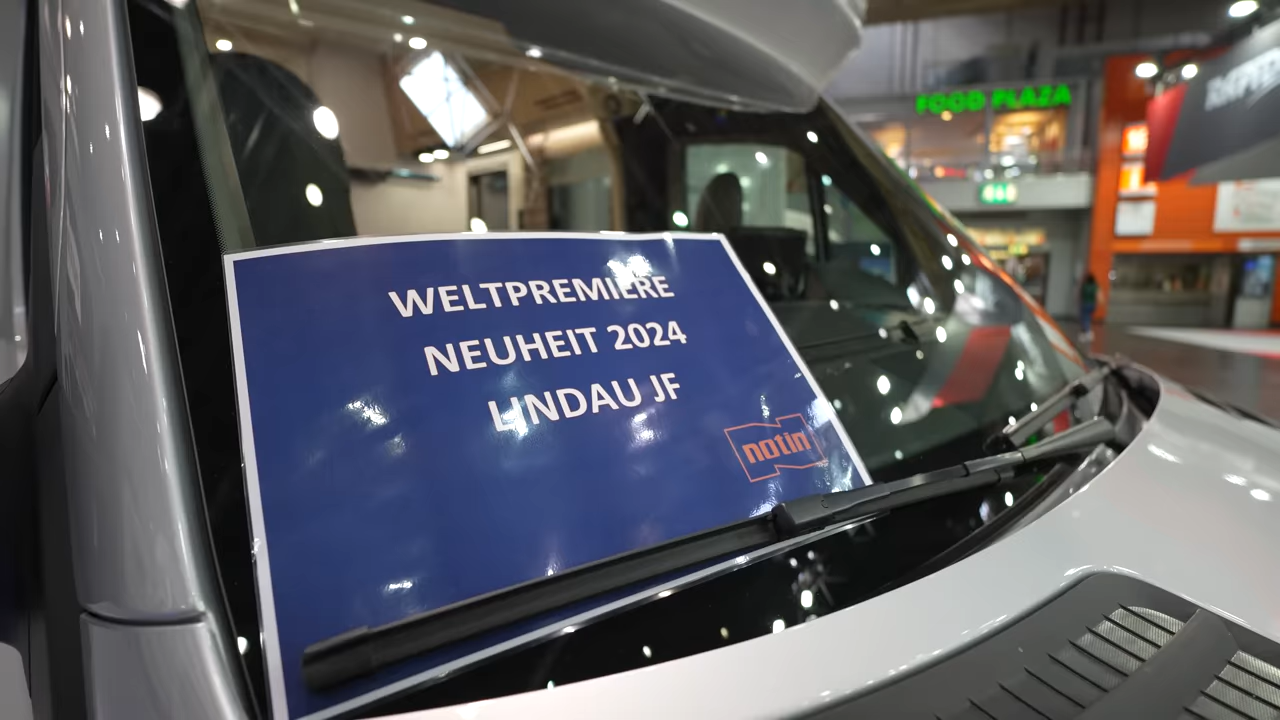 FOOD PLAZA
WELTPREMIERE
NEUHEIT 2024
LINDAU JF
notin